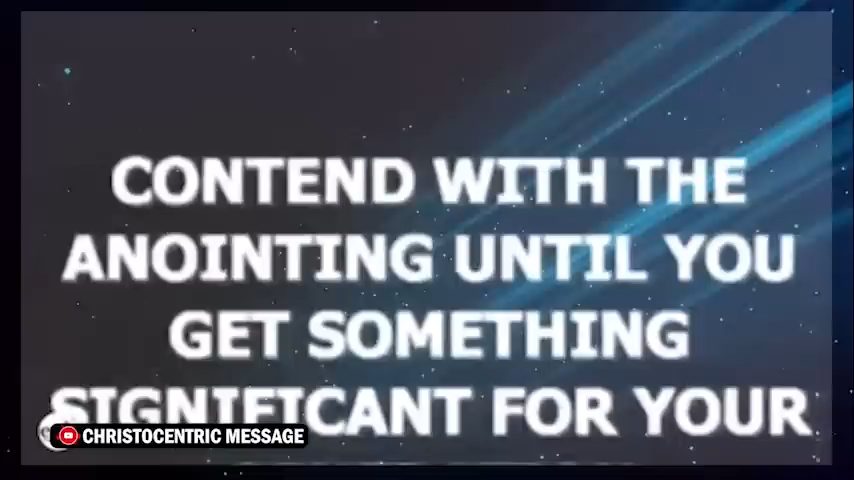 CONTEND WITH THE
ANOINTING UNTIL YOU
GET SOMETHING
SIGNIFICANT FOR YOUR
CHRISTOCENTRIC MESSAGE